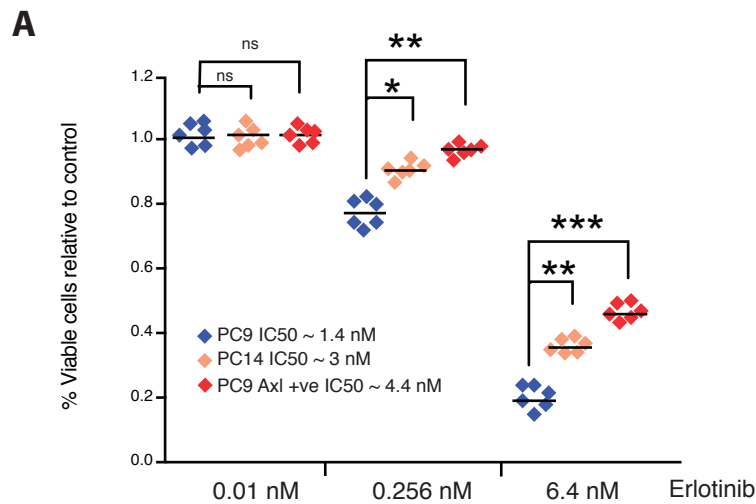 A
ns
ns
**
*
***
**
% Viable cells relative to control
1.2
1.0
0.8
0.6
0.4
0.2
0.0
PC9 IC50 ~ 1.4 nM
PC14 IC50 ~ 3 nM
PC9 Axl +ve IC50 ~ 4.4 nM
0.01 nM 0.256 nM 6.4 nM Erlotinib